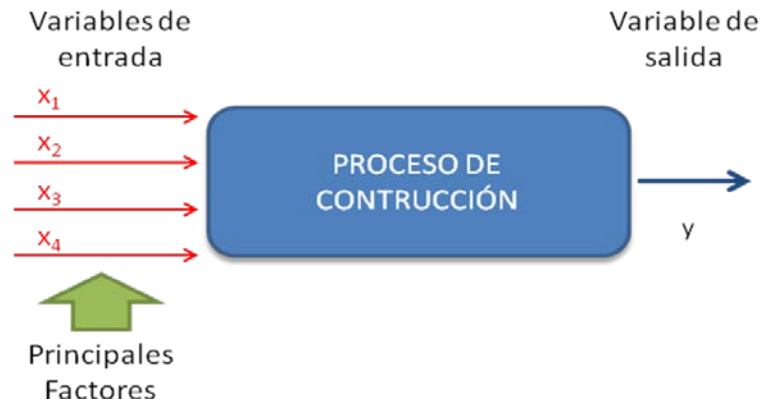 Variables de
entrada
Variable de
salida
x1
x2
x3
x4
PROCESO DE
CONTRUCCIÓN
y
Principales
Factores